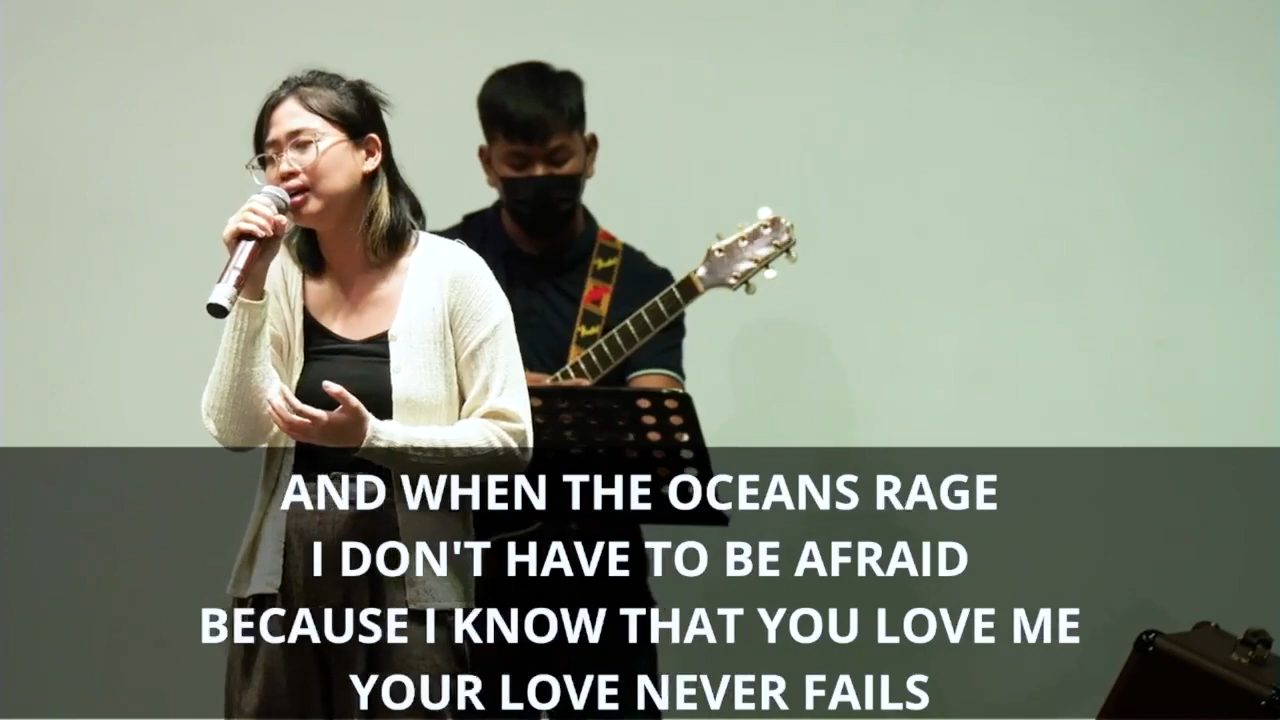 AND WHEN THE OCEANS RAGE
I DON'T HAVE TO BE AFRAID
BECAUSE I KNOW THAT YOU LOVE ME
YOUR LOVE NEVER FAILS